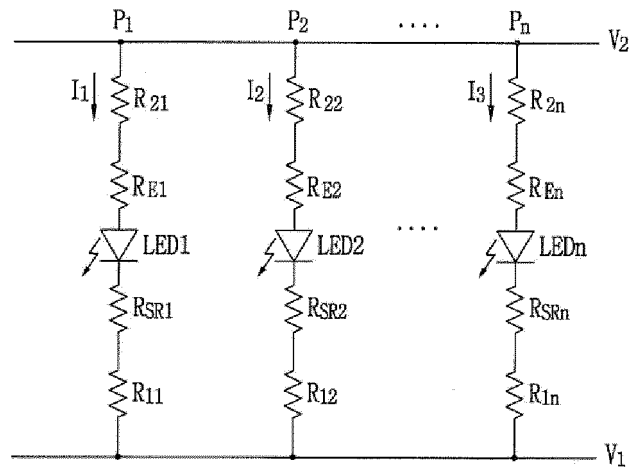 P1 P2 .... Pn
V2
I1 R21 I2 R22 I3 R2n
RE1 RE2 REn
....
LED1 LED2 LEDn
RSR1 RSR2 RSRn
R11 R12 R1n
V1